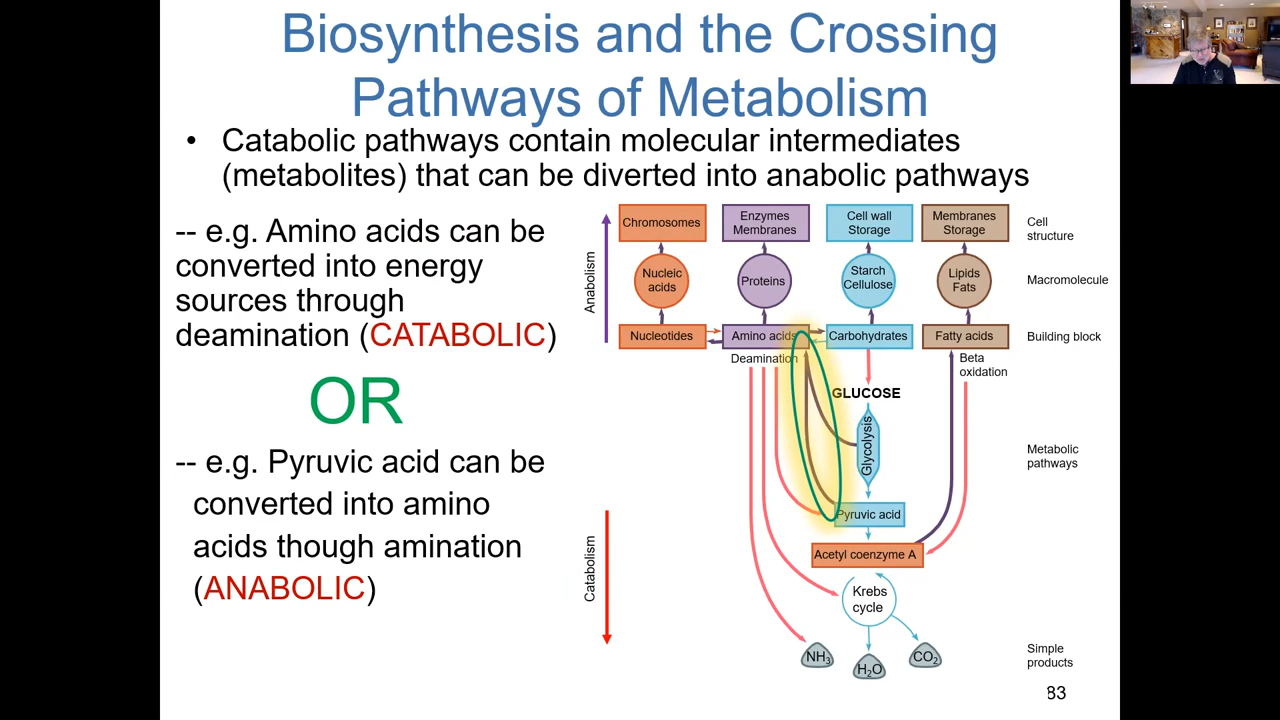 Biosynthesis and the Crossing
Pathways of Metabolism
• Catabolic pathways contain molecular intermediates
(metabolites) that can be diverted into anabolic pathways
-- e.g. Amino acids can be
converted into energy
sources through
deamination (CATABOLIC)
OR
-- e.g. Pyruvic acid can be
converted into amino
acids though amination
(ANABOLIC)
Anabolism
Catabolism
Chromosomes
Enzymes
Membranes
Cell wall
Storage
Membranes
Storage
Cell
structure
Nucleic
acids
Proteins
Starch
Cellulose
Lipids
Fats
Macromolecule
Nucleotides
Amino acids
Carbohydrates
Fatty acids
Building block
Deamination
Beta
oxidation
GLUCOSE
Glycolysis
Metabolic
pathways
Pyruvic acid
Acetyl coenzyme A
Krebs
cycle
NH3
H2O
CO2
Simple
products
83